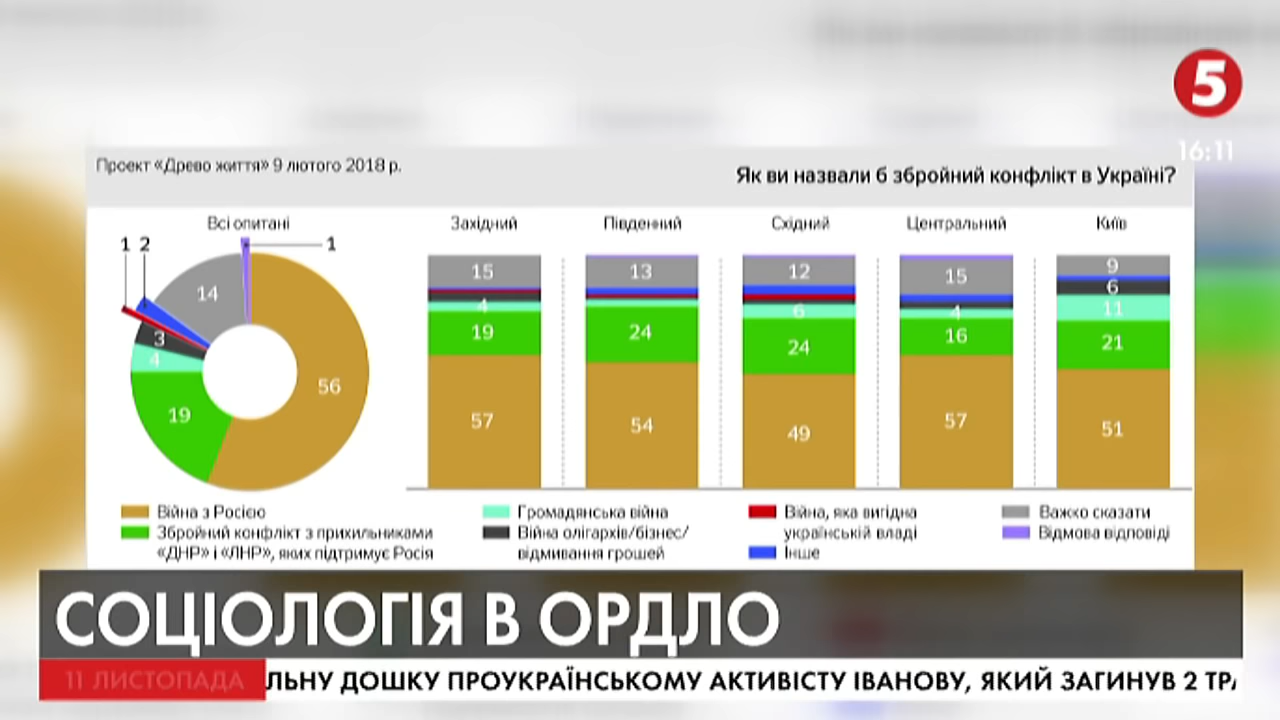 5
16:11
Проект «Древо життя» 9 лютого 2018 р.
Як ви назвали б збройний конфлікт в Україні?
Всі опитані
Західний
Південний
Східний
Центральний
Київ
1 2
1
14
3
4
19
56
15
4
19
57
13
24
54
12
6
24
49
15
4
16
57
9
6
11
21
51
Війна з Росією
Збройний конфлікт з прихильниками
«ДНР» і «ЛНР», яких підтримує Росія
Громадянська війна
Війна олігархів/бізнес/
відмивання грошей
Війна, яка вигідна
українській владі
Інше
Важко сказати
Відмова відповіді
СОЦІОЛОГІЯ В ОРДЛО
11 ЛИСТОПАДА
ЛЬНУ ДОШКУ ПРОУКРАЇНСЬКОМУ АКТИВІСТУ ІВАНОВУ, ЯКИЙ ЗАГИНУВ 2 ТРА